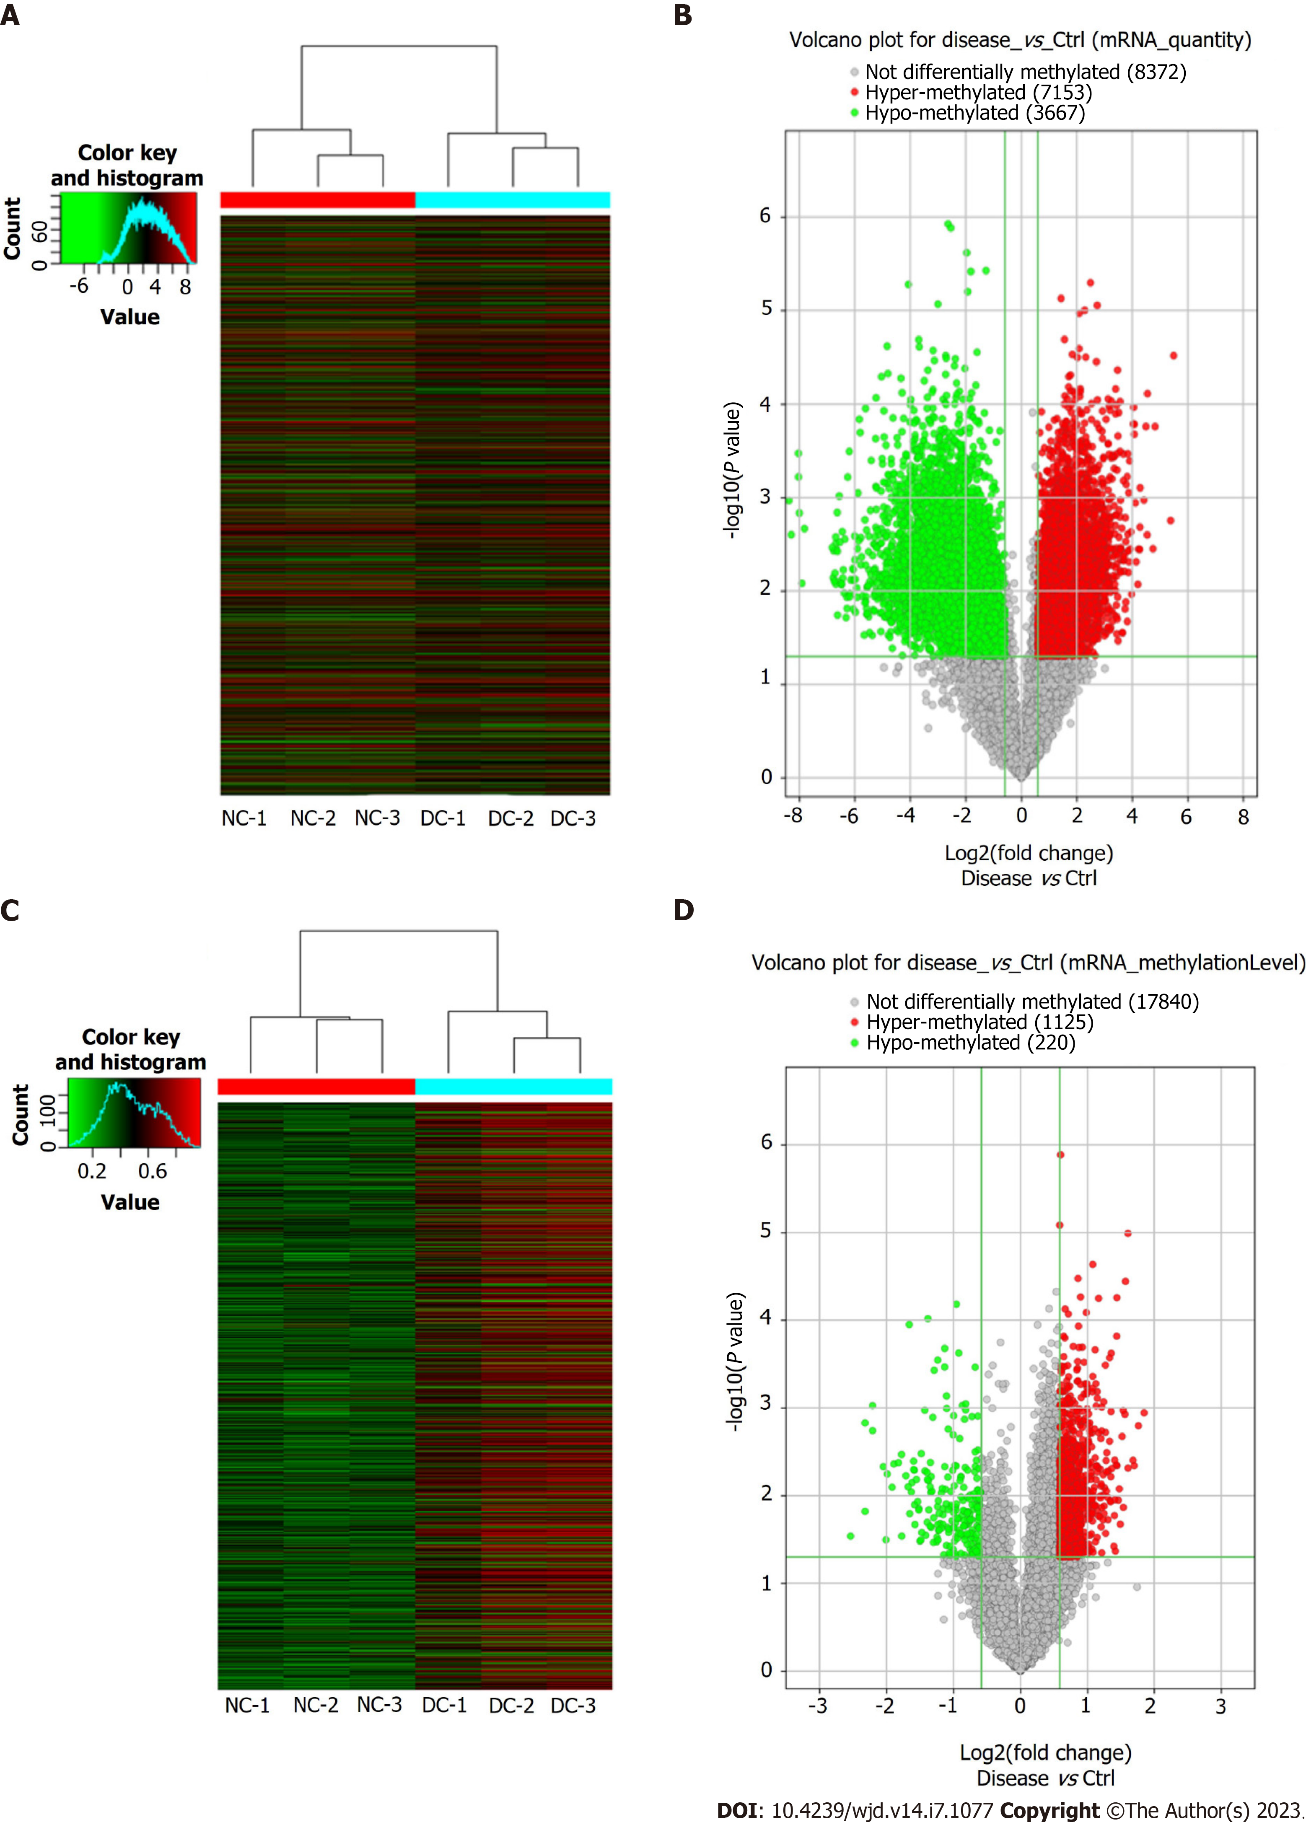 A
Color key
and histogram
Count
0 60
-6 0 4 8
Value
NC-1 NC-2 NC-3 DC-1 DC-2 DC-3
B
Volcano plot for disease_vs_Ctrl (mRNA_quantity)
Not differentially methylated (8372)
Hyper-methylated (7153)
Hypo-methylated (3667)
-log10(P value)
6
5
4
3
2
1
0
-8 -6 -4 -2 0 2 4 6 8
Log2(fold change)
Disease vs Ctrl
C
Color key
and histogram
Count
0 100
0.2 0.6
Value
NC-1 NC-2 NC-3 DC-1 DC-2 DC-3
D
Volcano plot for disease_vs_Ctrl (mRNA_methylationLevel)
Not differentially methylated (17840)
Hyper-methylated (1125)
Hypo-methylated (220)
-log10(P value)
6
5
4
3
2
1
0
-3 -2 -1 0 1 2 3
Log2(fold change)
Disease vs Ctrl
DOI: 10.4239/wjd.v14.i7.1077 Copyright ©The Author(s) 2023.